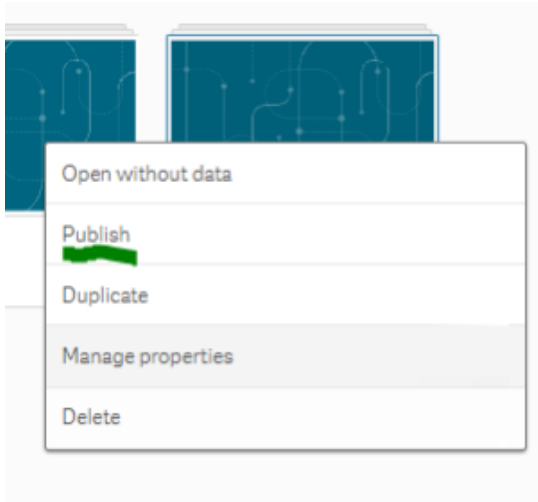 Open without data
Publish
Duplicate
Manage properties
Delete